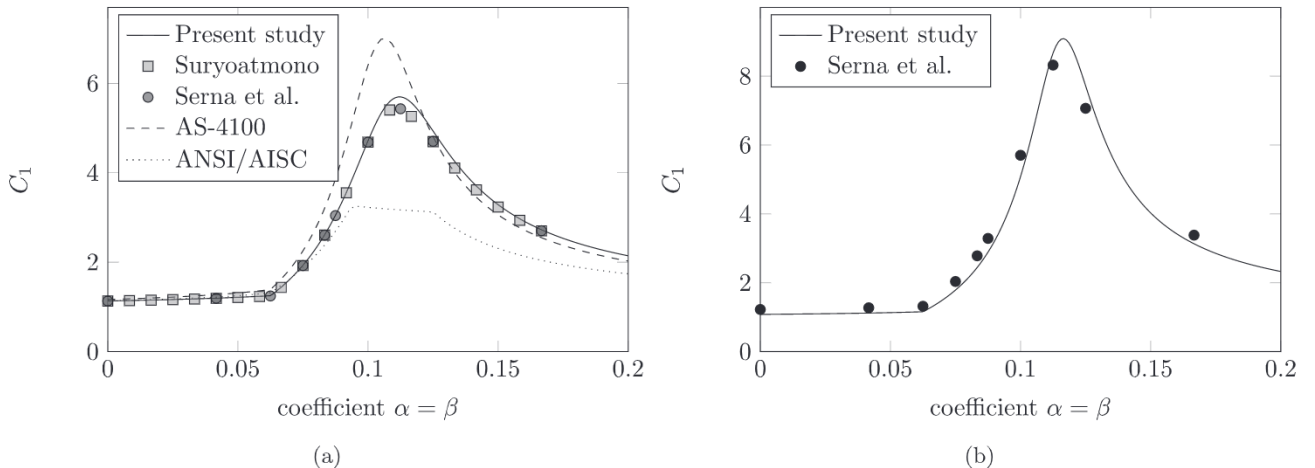 Present study
Suryoatmono
Serna et al.
AS-4100
ANSI/AISC
6
4
2
0
C₁
0 0.05 0.1 0.15 0.2
coefficient α = β
(a)
Present study
Serna et al.
8
6
4
2
0
C₁
0 0.05 0.1 0.15 0.2
coefficient α = β
(b)